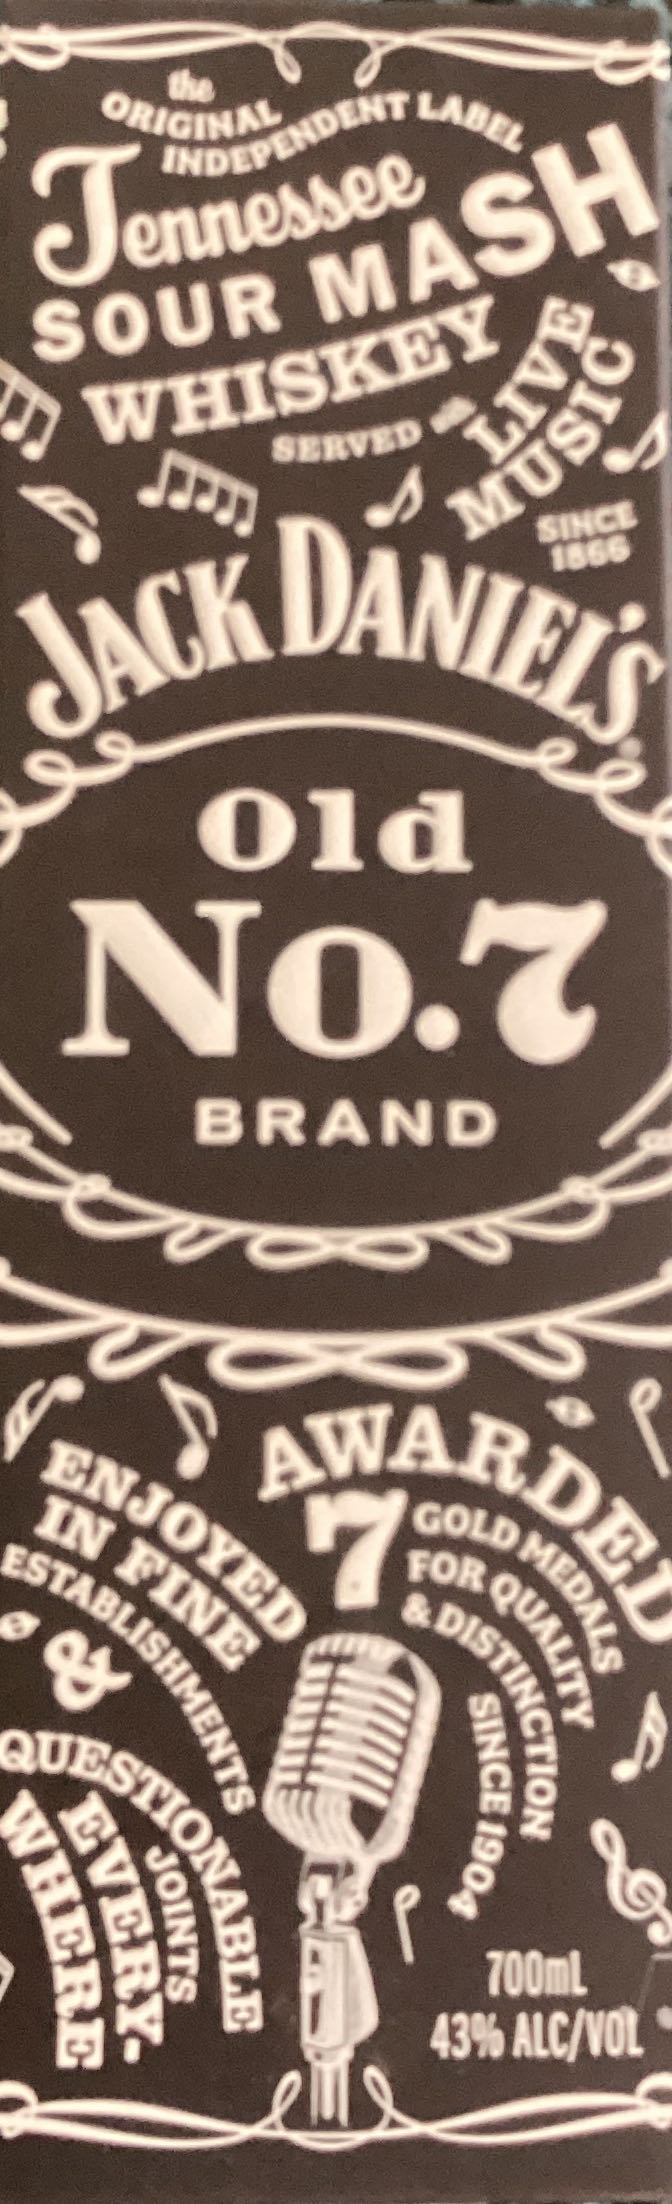 the
ORIGINAL
INDEPENDENT LABEL
Tennessee
SOUR MASH
WHISKEY
SERVED with
LIVE
MUSIC
SINCE
1866
JACK DANIEL'S
Old
No.7
BRAND
ENJOYED
IN FINE
ESTABLISHMENTS
&
QUESTIONABLE
JOINTS
EVERY-
WHERE
AWARDED
7
GOLD MEDALS
FOR QUALITY
& DISTINCTION
SINCE 1904
700mL
43% ALC/VOL